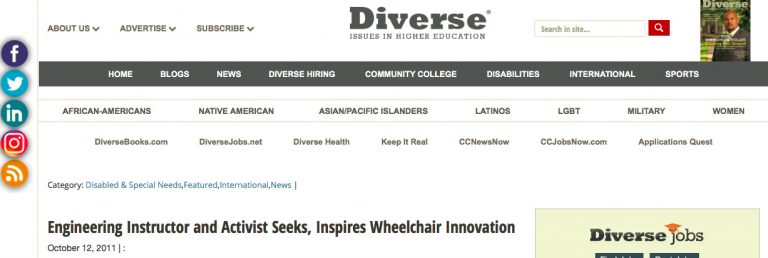 ABOUT US ADVERTISE SUBSCRIBE
Diverse®
ISSUES IN HIGHER EDUCATION
Search in site...
Diverse
HOME BLOGS NEWS DIVERSE HIRING COMMUNITY COLLEGE DISABILITIES INTERNATIONAL SPORTS
AFRICAN-AMERICANS NATIVE AMERICAN ASIAN/PACIFIC ISLANDERS LATINOS LGBT MILITARY WOMEN
DiverseBooks.com DiverseJobs.net Diverse Health Keep It Real CCNewsNow CCJobsNow.com Applications Quest
Category: Disabled & Special Needs,Featured,International,News |
Engineering Instructor and Activist Seeks, Inspires Wheelchair Innovation
October 12, 2011 | :
Diverse jobs